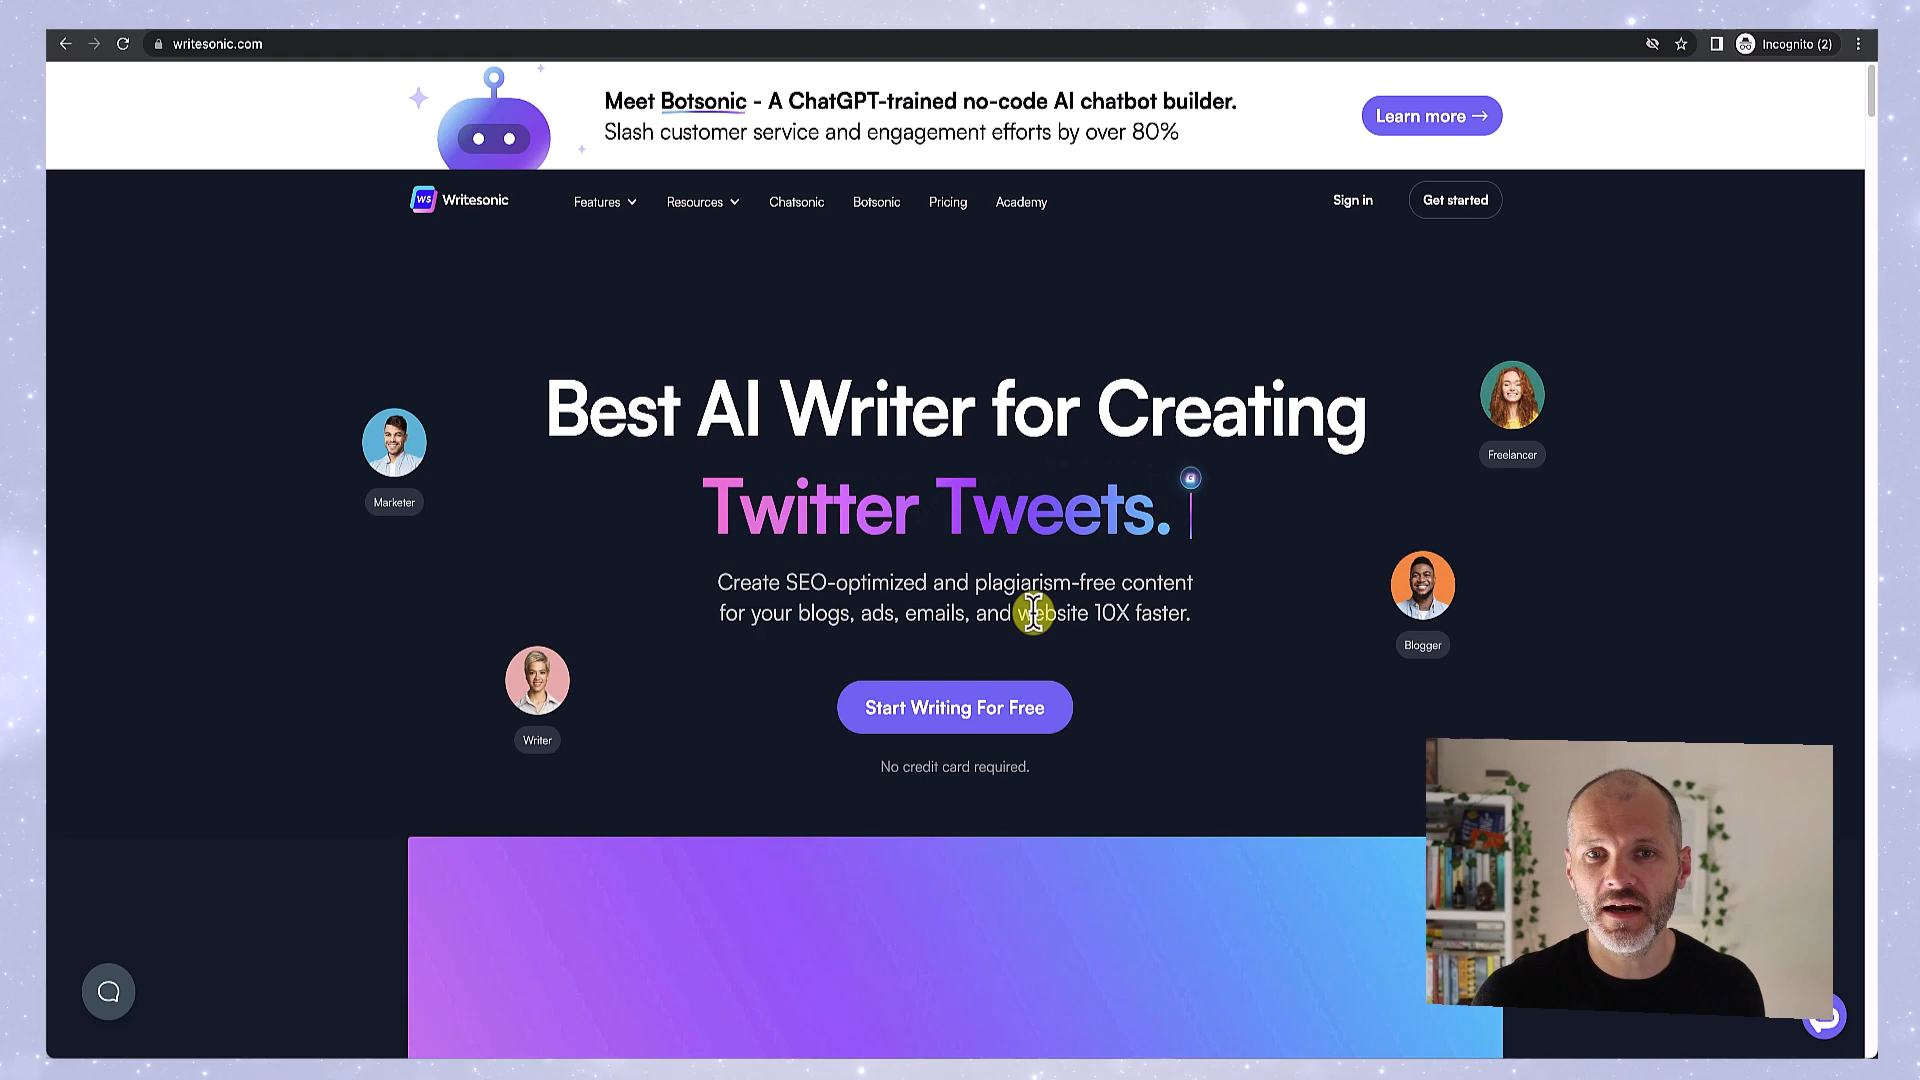 writesonic.com
Incognito (2)
Meet Botsonic - A ChatGPT-trained no-code AI chatbot builder.
Slash customer service and engagement efforts by over 80%
Learn more →
WS Writesonic
Features
Resources
Chatsonic
Botsonic
Pricing
Academy
Sign in
Get started
Best AI Writer for Creating
Twitter Tweets.
Create SEO-optimized and plagiarism-free content
for your blogs, ads, emails, and website 10X faster.
Start Writing For Free
No credit card required.
Marketer
Writer
Freelancer
Blogger